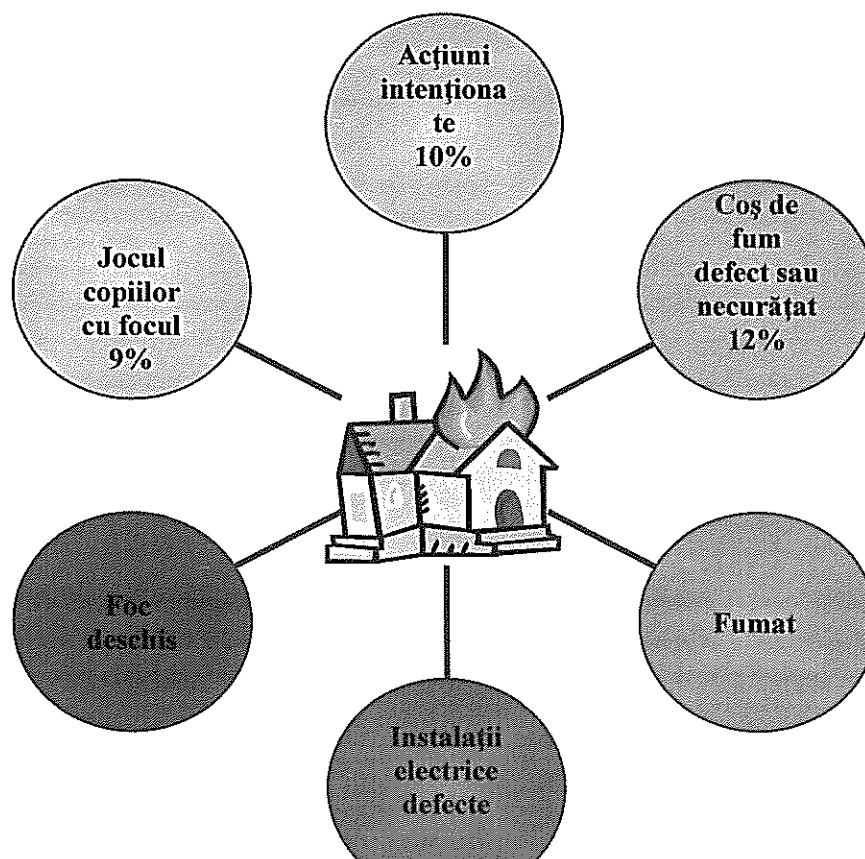 Acţiuni
intenţiona
te
10%
Coş de
fum
defect sau
necurăţat
12%
Jocul
copiilor
cu focul
9%
Foc
deschis
Fumat
Instalaţii
electrice
defecte